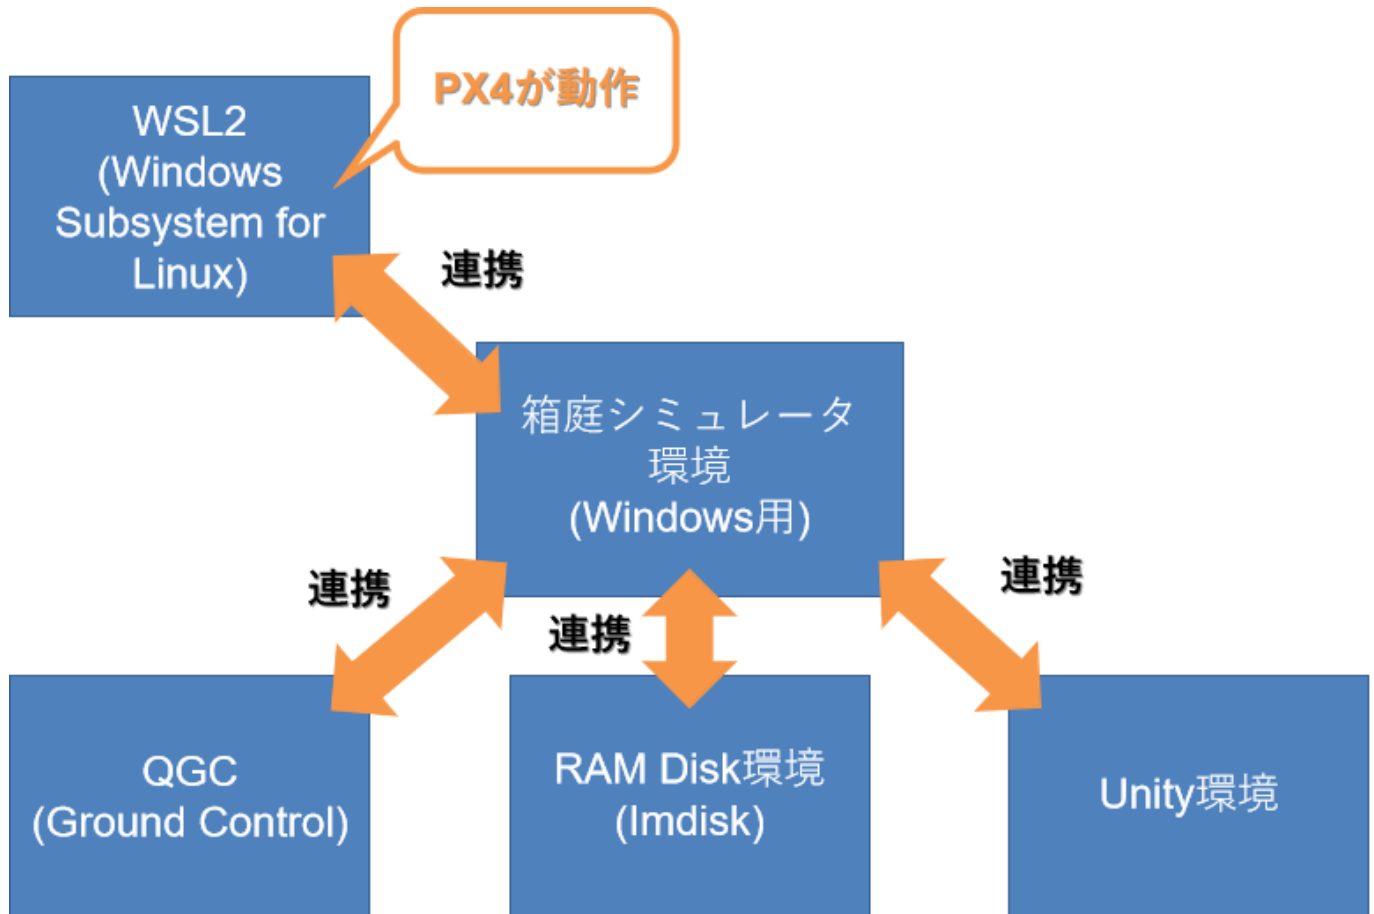 PX4が動作
WSL2
(Windows
Subsystem for
Linux)
連携
箱庭シミュレータ
環境
(Windows用)
連携
連携
連携
QGC
(Ground Control)
RAM Disk環境
(Imdisk)
Unity環境